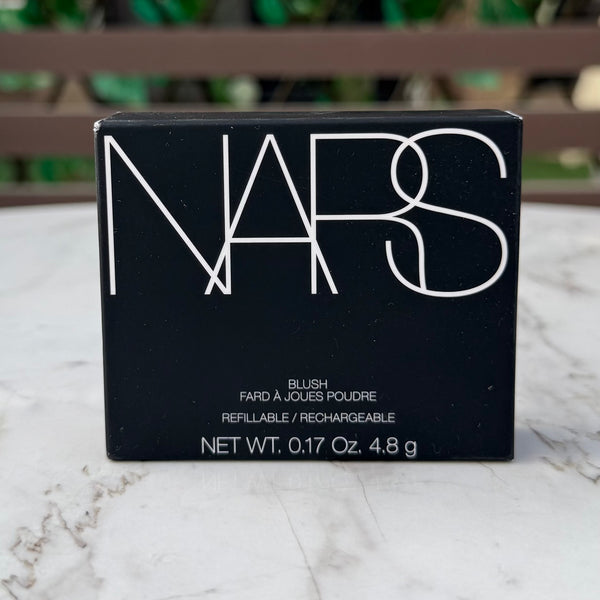 NARS
BLUSH
FARD À JOUES POUDRE
REFILLABLE / RECHARGEABLE
NET WT. 0.17 Oz. 4.8 g